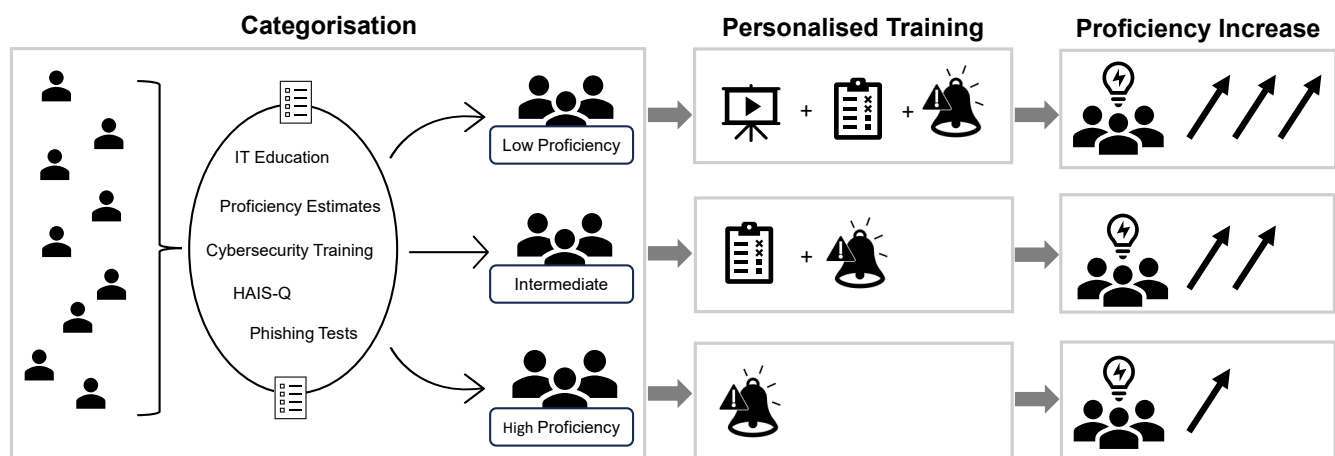 Categorisation
Personalised Training
Proficiency Increase
IT Education
Proficiency Estimates
Cybersecurity Training
HAIS-Q
Phishing Tests
Low Proficiency
+
+
Intermediate
+
High Proficiency